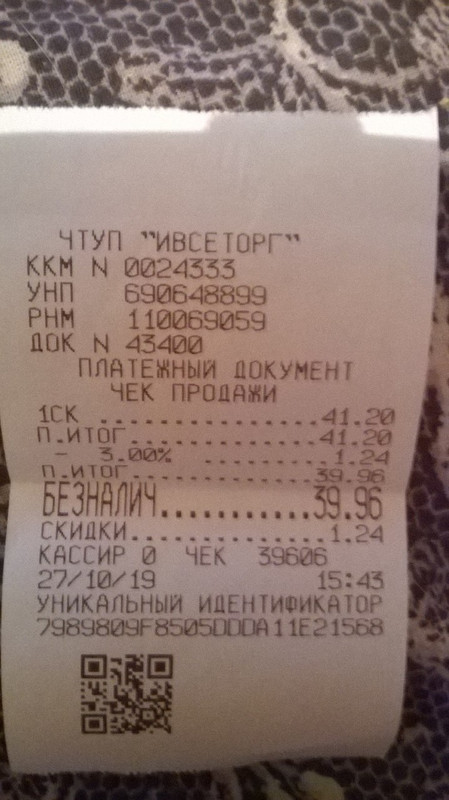 ЧТУП "ИВСЕТОРГ"
ККМ N 0024333
УНП 690648899
РНМ 110069059
ДОК N 43400
ПЛАТЕЖНЫЙ ДОКУМЕНТ
ЧЕК ПРОДАЖИ
1СК ..................41.20
П.ИТОГ................41.20
- 3.00% .........1.24
П.ИТОГ................39.96
БЕЗНАЛИЧ............39.96
СКИДКИ................1.24
КАССИР 0 ЧЕК 39606
27/10/19 15:43
УНИКАЛЬНЫЙ ИДЕНТИФИКАТОР
7989809F8505DDDA11E21568